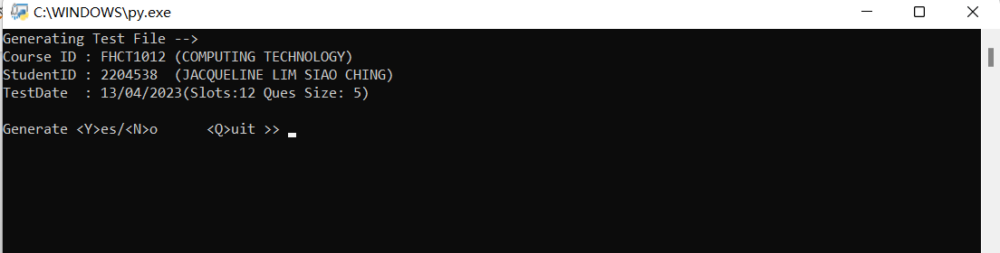 C:\WINDOWS\py.exe
Generating Test File -->
Course ID : FHCT1012 (COMPUTING TECHNOLOGY)
StudentID : 2204538  (JACQUELINE LIM SIAO CHING)
TestDate  : 13/04/2023(Slots:12 Ques Size: 5)
Generate <Y>es/<N>o      <Q>uit >>